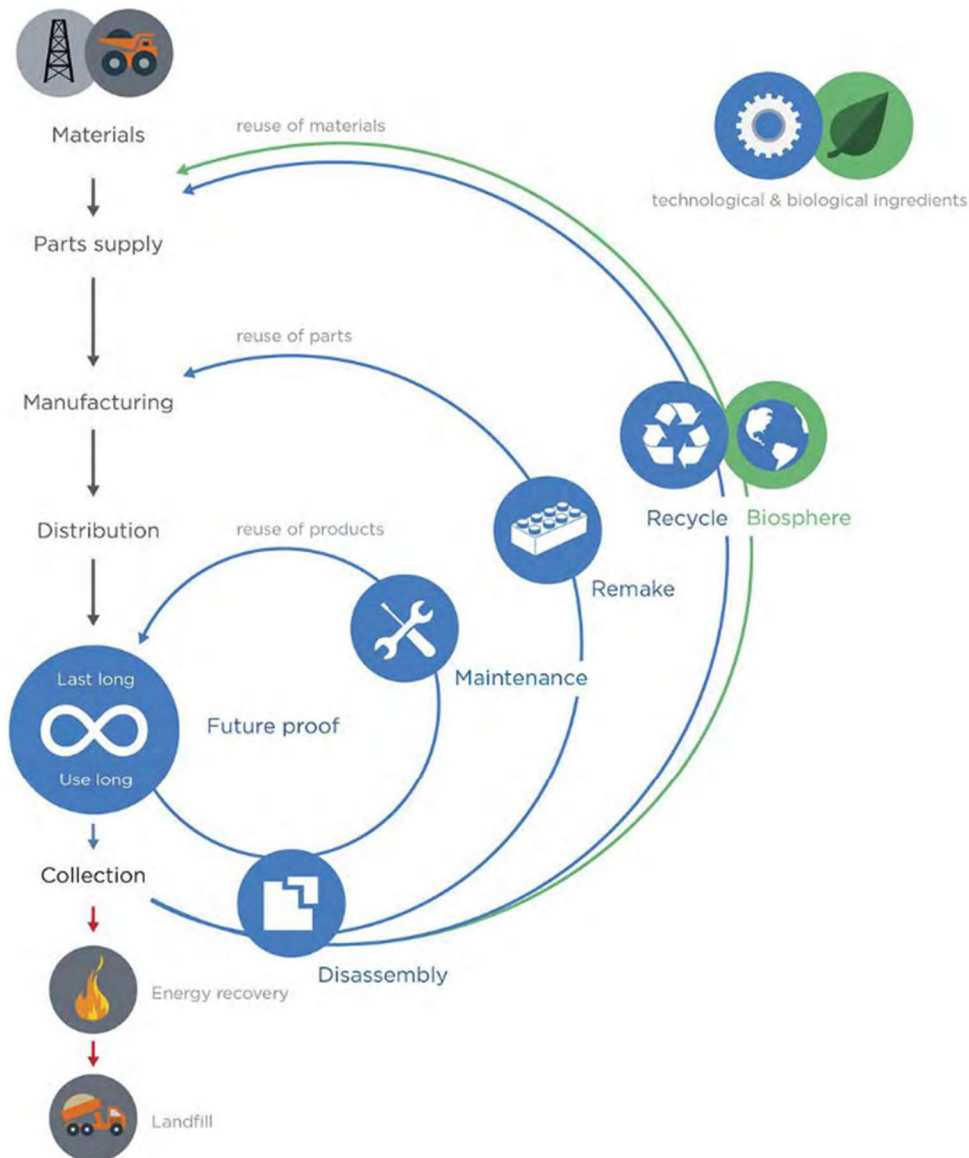 Materials
reuse of materials
technological & biological ingredients
Parts supply
reuse of parts
Manufacturing
Recycle
Biosphere
Distribution
reuse of products
Remake
Last long
Maintenance
Future proof
Use long
Collection
Disassembly
Energy recovery
Landfill